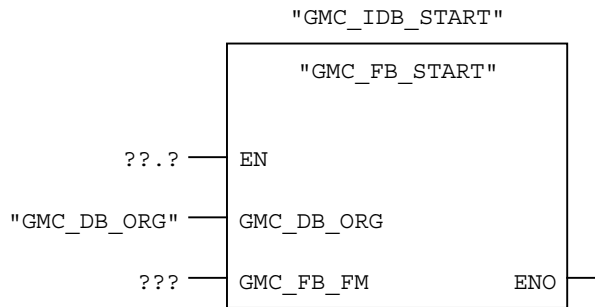 "GMC_IDB_START"
"GMC_FB_START"
??.? EN
"GMC_DB_ORG" GMC_DB_ORG
??? GMC_FB_FM ENO